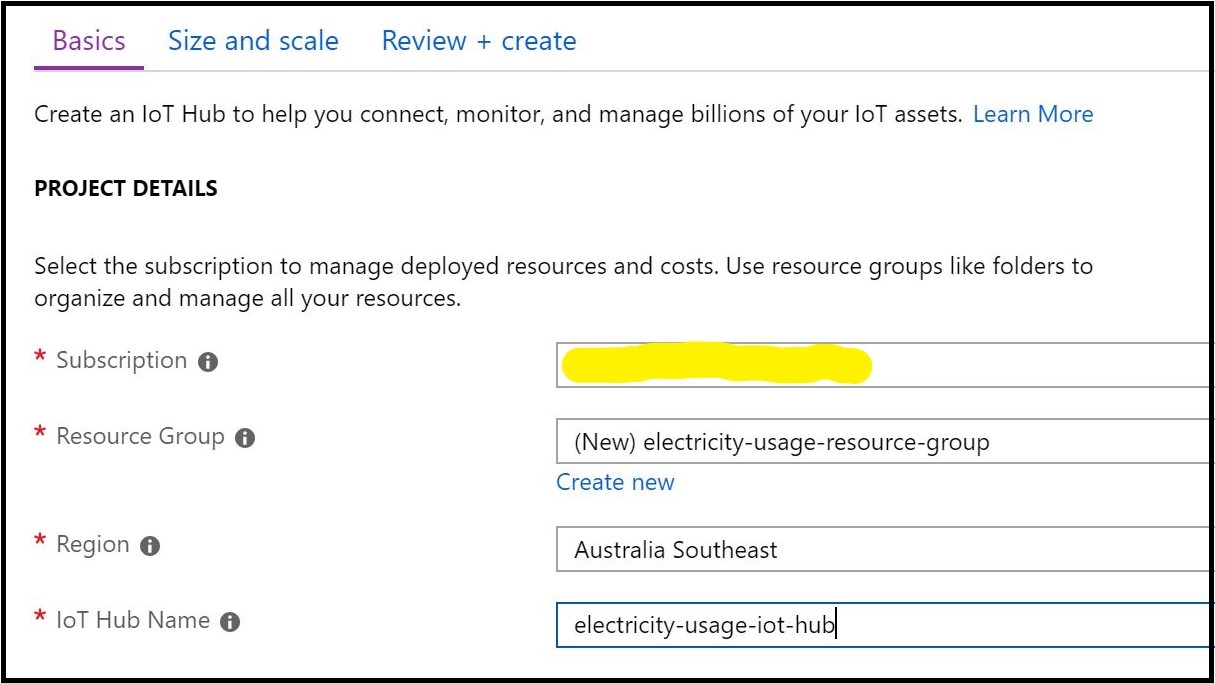 Basics Size and scale Review + create
Create an IoT Hub to help you connect, monitor, and manage billions of your IoT assets. Learn More
PROJECT DETAILS
Select the subscription to manage deployed resources and costs. Use resource groups like folders to
organize and manage all your resources.
* Subscription
* Resource Group (New) electricity-usage-resource-group
Create new
* Region Australia Southeast
* IoT Hub Name electricity-usage-iot-hub